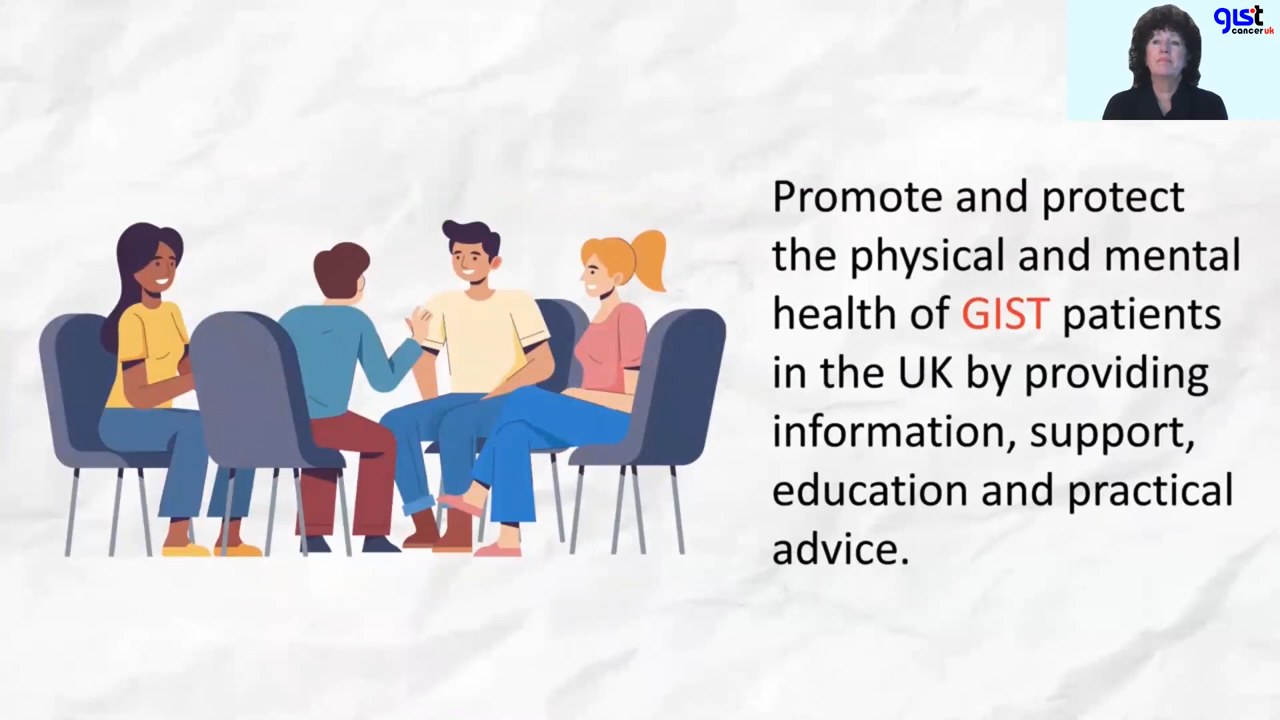 gist
cancer uk
Promote and protect
the physical and mental
health of GIST patients
in the UK by providing
information, support,
education and practical
advice.